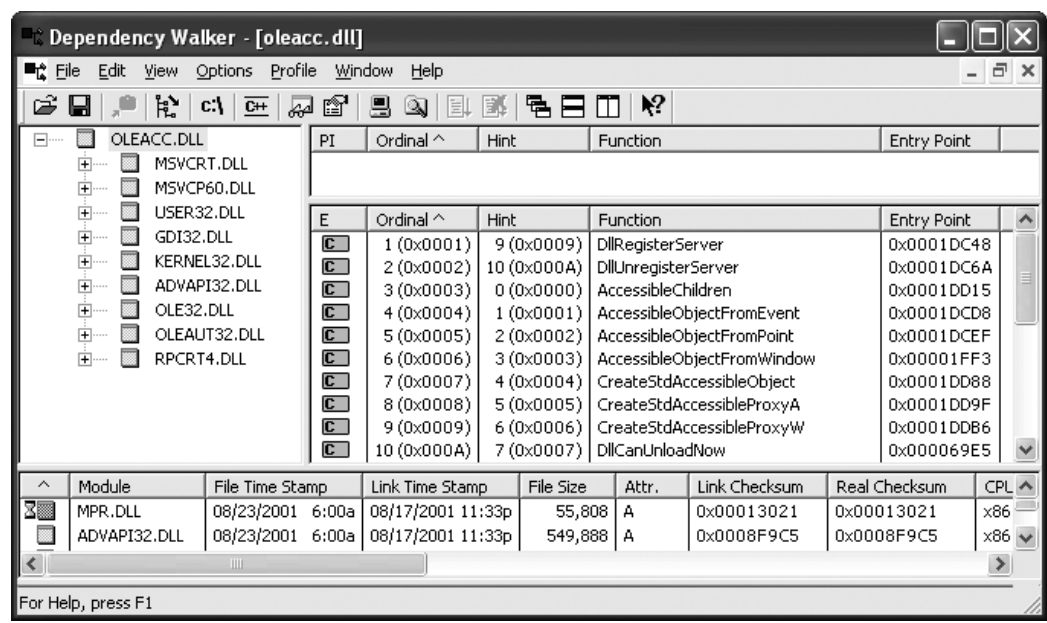 Dependency Walker - [oleacc.dll]
File Edit View Options Profile Window Help
C:\ C++
OLEACC.DLL
MSVCRT.DLL
MSVCP60.DLL
USER32.DLL
GDI32.DLL
KERNEL32.DLL
ADVAPI32.DLL
OLE32.DLL
OLEAUT32.DLL
RPCRT4.DLL
PI Ordinal ^ Hint Function Entry Point
E Ordinal ^ Hint Function Entry Point
C 1 (0x0001) 9 (0x0009) DllRegisterServer 0x0001DC48
C 2 (0x0002) 10 (0x000A) DllUnregisterServer 0x0001DC6A
C 3 (0x0003) 0 (0x0000) AccessibleChildren 0x0001DD15
C 4 (0x0004) 1 (0x0001) AccessibleObjectFromEvent 0x0001DCD8
C 5 (0x0005) 2 (0x0002) AccessibleObjectFromPoint 0x0001DCEF
C 6 (0x0006) 3 (0x0003) AccessibleObjectFromWindow 0x00001FF3
C 7 (0x0007) 4 (0x0004) CreateStdAccessibleObject 0x0001DD88
C 8 (0x0008) 5 (0x0005) CreateStdAccessibleProxyA 0x0001DD9F
C 9 (0x0009) 6 (0x0006) CreateStdAccessibleProxyW 0x0001DDB6
C 10 (0x000A) 7 (0x0007) DllCanUnloadNow 0x000069E5
^ Module File Time Stamp Link Time Stamp File Size Attr. Link Checksum Real Checksum CPU
MPR.DLL 08/23/2001 6:00a 08/17/2001 11:33p 55,808 A 0x00013021 0x00013021 x86
ADVAPI32.DLL 08/23/2001 6:00a 08/17/2001 11:33p 549,888 A 0x0008F9C5 0x0008F9C5 x86
For Help, press F1